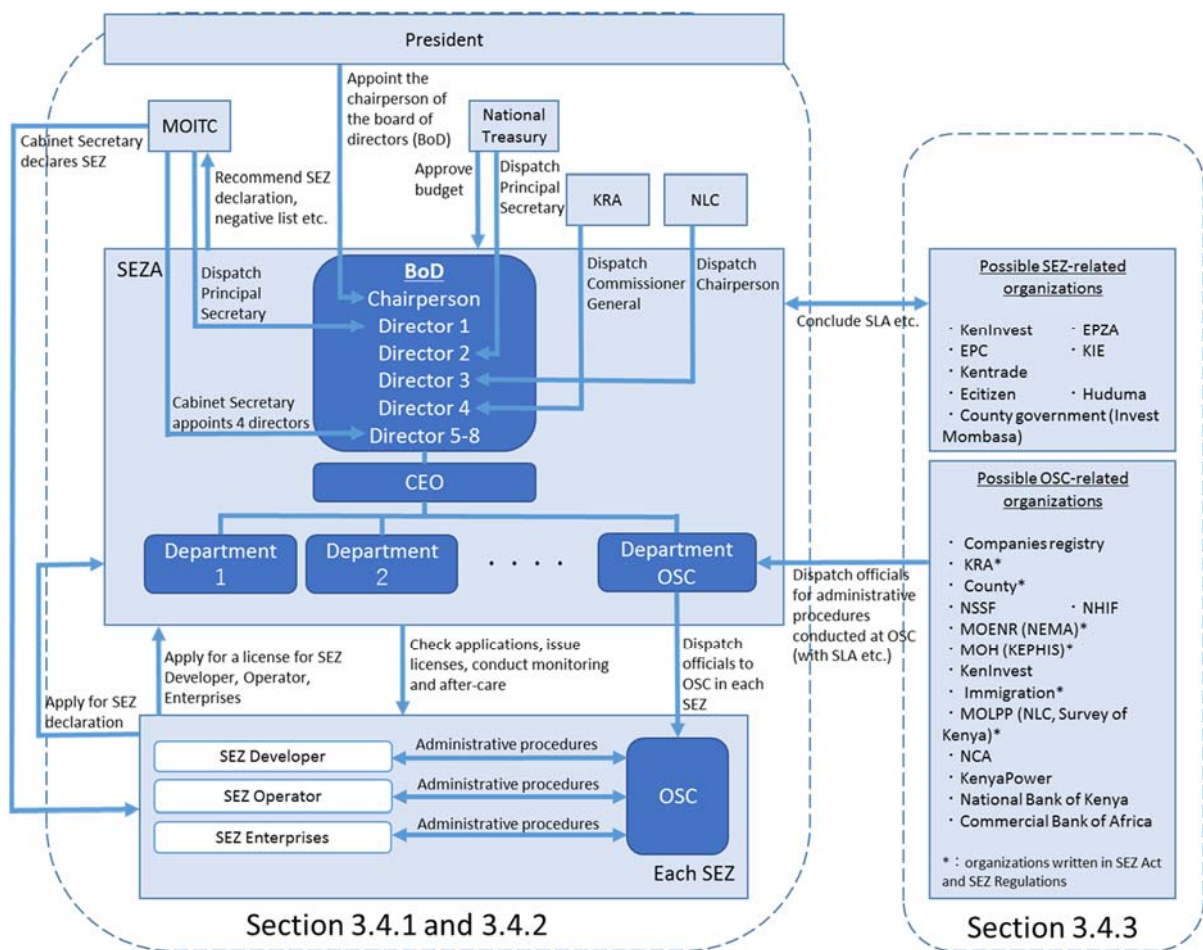 President
Appoint the
chairperson of
the board of
directors (BoD)
MOITC
National
Treasury
Cabinet Secretary
declares SEZ
Recommend SEZ
declaration,
negative list etc.
Approve
budget
Dispatch
Principal
Secretary
KRA
NLC
SEZA
Dispatch
Principal
Secretary
BoD
Chairperson
Director 1
Director 2
Director 3
Director 4
Director 5-8
Dispatch
Commissioner
General
Dispatch
Chairperson
Cabinet Secretary
appoints 4 directors
CEO
Department
1
Department
2
· · · ·
Department
OSC
Conclude SLA etc.
Possible SEZ-related
organizations
· KenInvest · EPZA
· EPC · KIE
· Kentrade
· Ecitizen · Huduma
· County government (Invest
Mombasa)
Possible OSC-related
organizations
· Companies registry
· KRA*
· County*
· NSSF · NHIF
· MOENR (NEMA)*
· MOH (KEPHIS)*
· KenInvest
· Immigration*
· MOLPP (NLC, Survey of
Kenya)*
· NCA
· KenyaPower
· National Bank of Kenya
· Commercial Bank of Africa
*：organizations written in SEZ Act
and SEZ Regulations
Dispatch officials
for administrative
procedures
conducted at OSC
(with SLA etc.)
Apply for SEZ
declaration
Apply for a license for SEZ
Developer, Operator,
Enterprises
Check applications, issue
licenses, conduct monitoring
and after-care
Dispatch
officials to
OSC in each
SEZ
SEZ Developer
Administrative procedures
SEZ Operator
Administrative procedures
SEZ Enterprises
Administrative procedures
OSC
Each SEZ
Section 3.4.1 and 3.4.2
Section 3.4.3